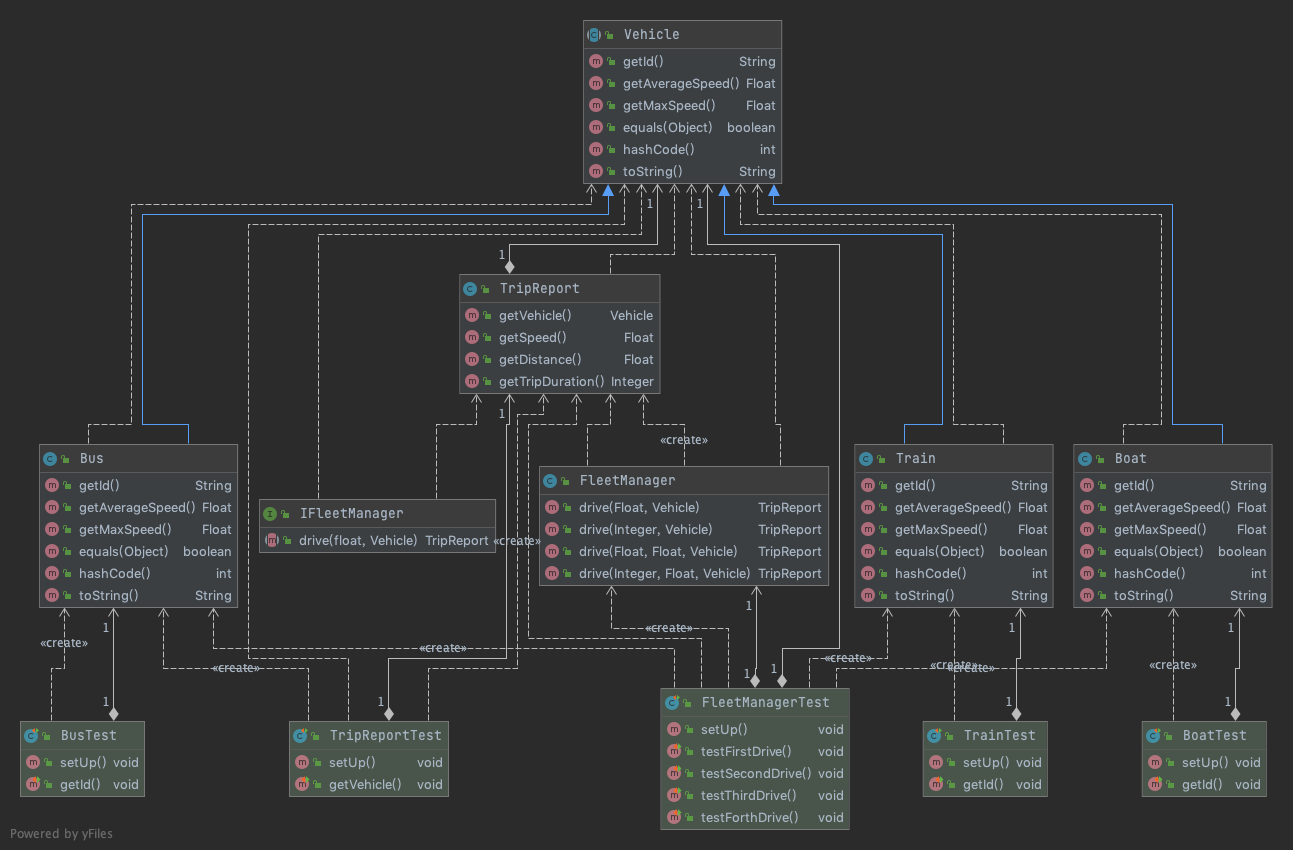 Vehicle
getId() String
getAverageSpeed() Float
getMaxSpeed() Float
equals(Object) boolean
hashCode() int
toString() String
1 1
1
TripReport
getVehicle() Vehicle
getSpeed() Float
getDistance() Float
getTripDuration() Integer
1
«create»
Bus
getId() String
getAverageSpeed() Float
getMaxSpeed() Float
equals(Object) boolean
hashCode() int
toString() String
IFleetManager
drive(float, Vehicle) TripReport
«create»
FleetManager
drive(Float, Vehicle) TripReport
drive(Integer, Vehicle) TripReport
drive(Float, Float, Vehicle) TripReport
drive(Integer, Float, Vehicle) TripReport
Train
getId() String
getAverageSpeed() Float
getMaxSpeed() Float
equals(Object) boolean
hashCode() int
toString() String
Boat
getId() String
getAverageSpeed() Float
getMaxSpeed() Float
equals(Object) boolean
hashCode() int
toString() String
1
1 «create» 1 1
«create» «create» «create»
«create» 1 1 «create» «create» «create»
1 1 1 1
BusTest
setUp() void
getId() void
TripReportTest
setUp() void
getVehicle() void
FleetManagerTest
setUp() void
testFirstDrive() void
testSecondDrive() void
testThirdDrive() void
testForthDrive() void
TrainTest
setUp() void
getId() void
BoatTest
setUp() void
getId() void
Powered by yFiles